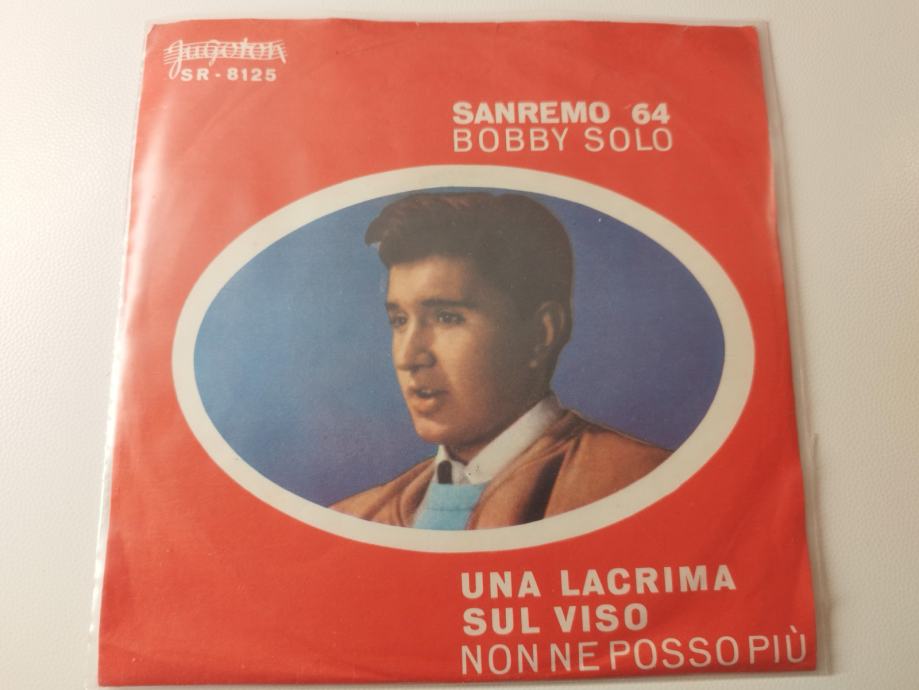 Jugoton
SR - 8125
SANREMO '64
BOBBY SOLO
UNA LACRIMA
SUL VISO
NON NE POSSO PIÙ